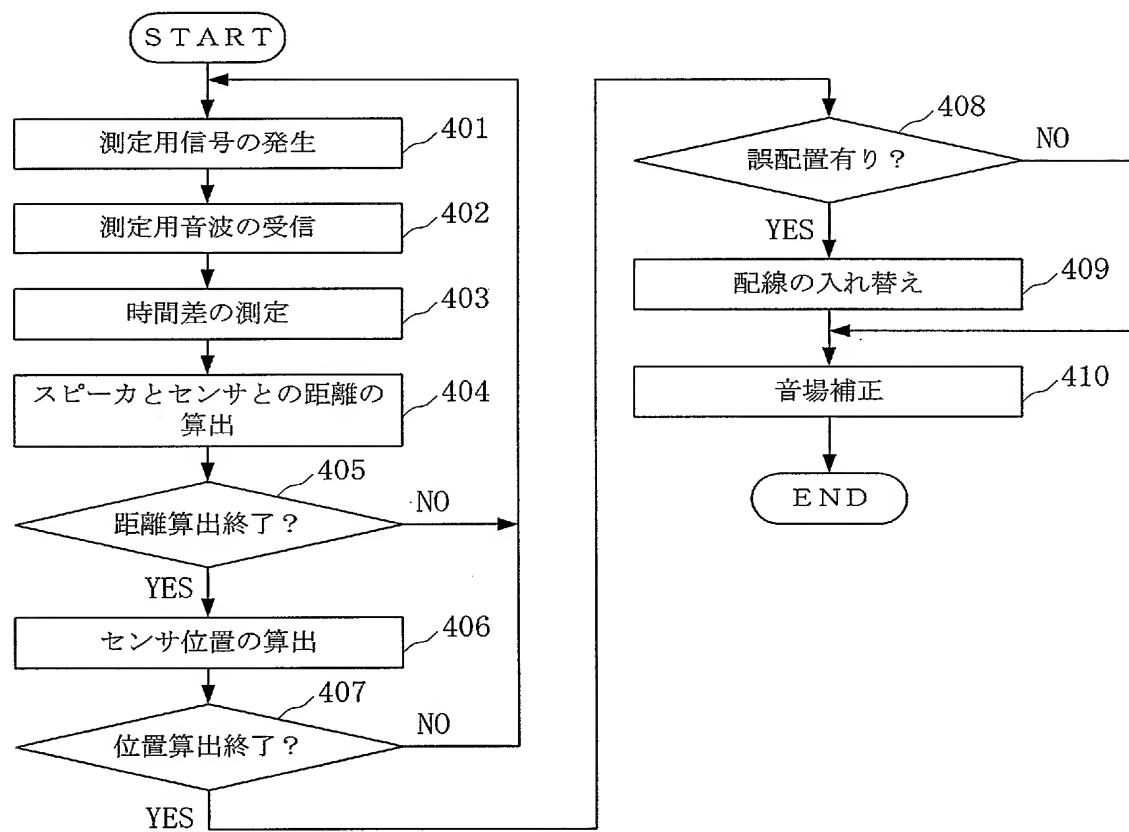 START
測定用信号の発生
401
測定用音波の受信
402
時間差の測定
403
スピーカとセンサとの距離の
算出
404
405
距離算出終了？
NO
YES
センサ位置の算出
406
407
位置算出終了？
NO
YES
408
誤配置有り？
NO
YES
配線の入れ替え
409
音場補正
410
END